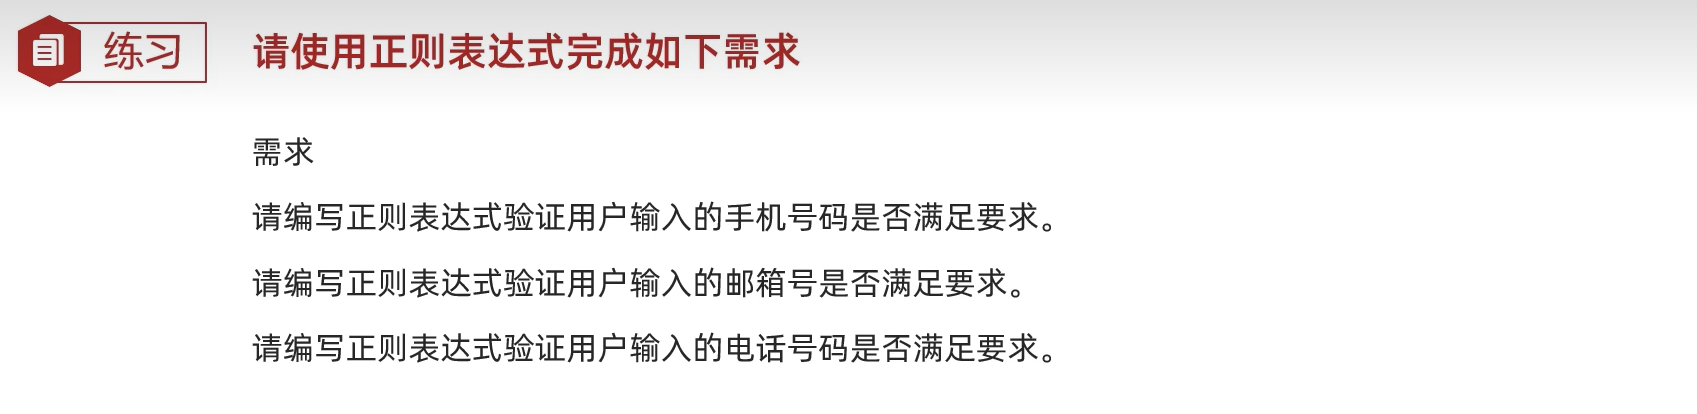 练习 请使用正则表达式完成如下需求
需求
请编写正则表达式验证用户输入的手机号码是否满足要求。
请编写正则表达式验证用户输入的邮箱号是否满足要求。
请编写正则表达式验证用户输入的电话号码是否满足要求。